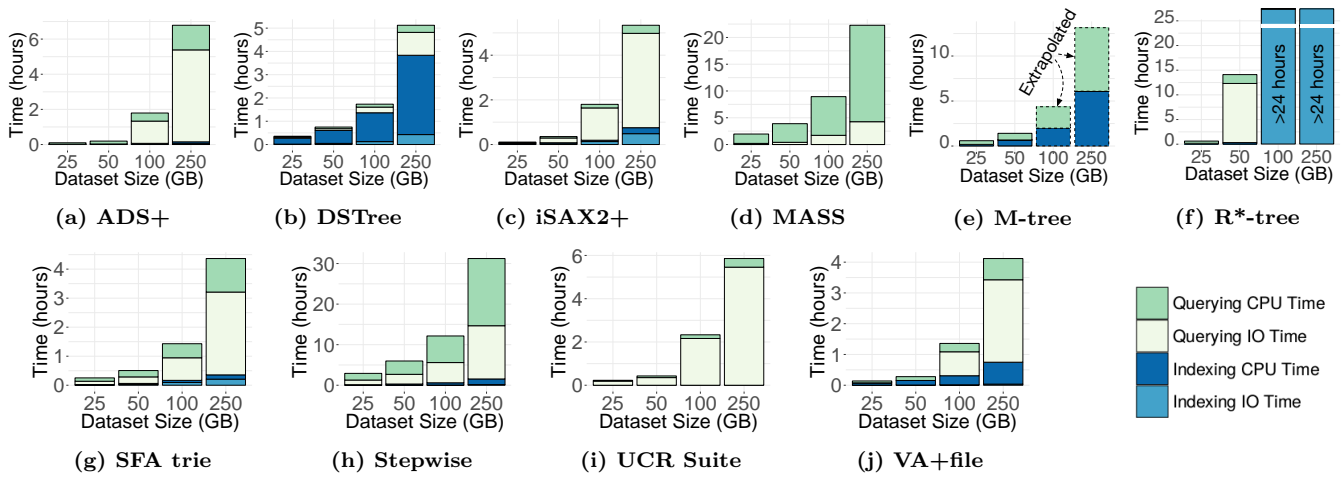 Time (hours)
6
4
2
0
25 50 100 250
Dataset Size (GB)
(a) ADS+
Time (hours)
5
4
3
2
1
0
25 50 100 250
Dataset Size (GB)
(b) DSTree
Time (hours)
4
2
0
25 50 100 250
Dataset Size (GB)
(c) iSAX2+
Time (hours)
20
15
10
5
0
25 50 100 250
Dataset Size (GB)
(d) MASS
Time (hours)
10
5
0
Extrapolated
25 50 100 250
Dataset Size (GB)
(e) M-tree
Time (hours)
25
20
15
10
5
0
>24 hours
>24 hours
25 50 100 250
Dataset Size (GB)
(f) R*-tree
Time (hours)
4
3
2
1
0
25 50 100 250
Dataset Size (GB)
(g) SFA trie
Time (hours)
30
20
10
0
25 50 100 250
Dataset Size (GB)
(h) Stepwise
Time (hours)
6
4
2
0
25 50 100 250
Dataset Size (GB)
(i) UCR Suite
Time (hours)
4
3
2
1
0
25 50 100 250
Dataset Size (GB)
(j) VA+file
Querying CPU Time
Querying IO Time
Indexing CPU Time
Indexing IO Time